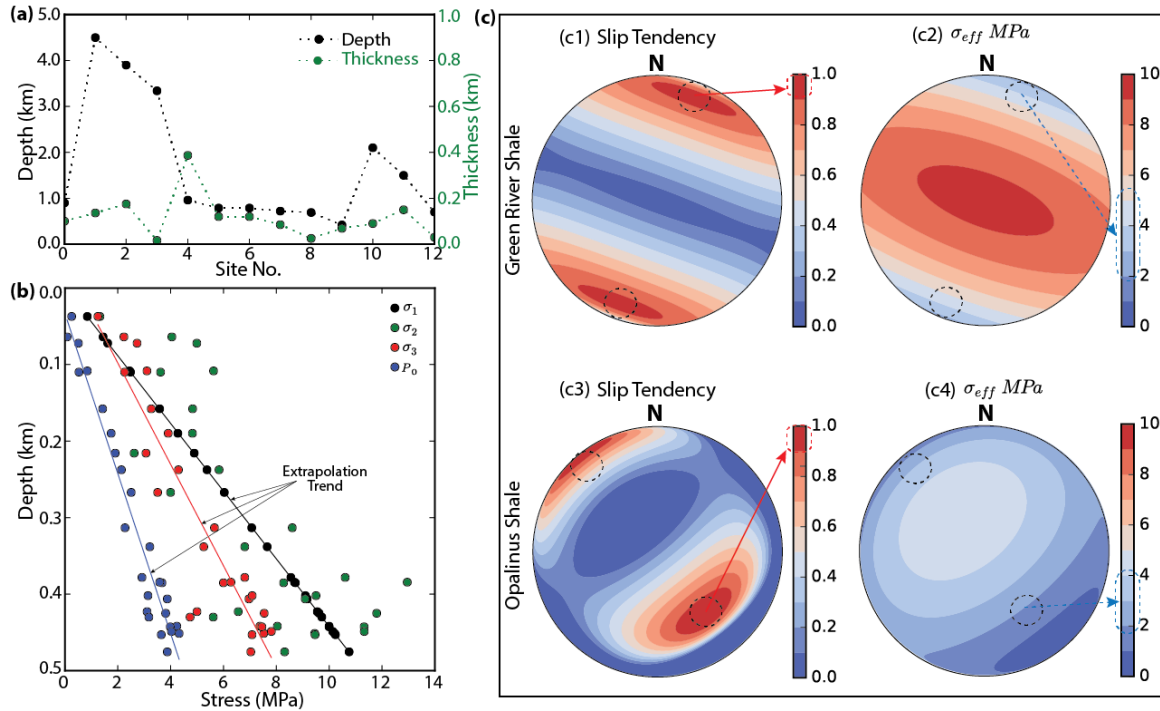 (a)
5.0
4.0
3.0
2.0
1.0
0.0
Depth (km)
1.0
0.8
0.6
0.4
0.2
0.0
Thickness (km)
Depth
Thickness
0 2 4 6 8 10 12
Site No.
(b)
0.0
0.1
0.2
0.3
0.4
0.5
Depth (km)
σ1
σ2
σ3
P0
Extrapolation
Trend
0 2 4 6 8 10 12 14
Stress (MPa)
(c)
Green River Shale
(c1) Slip Tendency
N
1.0
0.8
0.6
0.4
0.2
0.0
(c2) σeff MPa
N
10
8
6
4
2
0
Opalinus Shale
(c3) Slip Tendency
N
1.0
0.8
0.6
0.4
0.2
0.0
(c4) σeff MPa
N
10
8
6
4
2
0